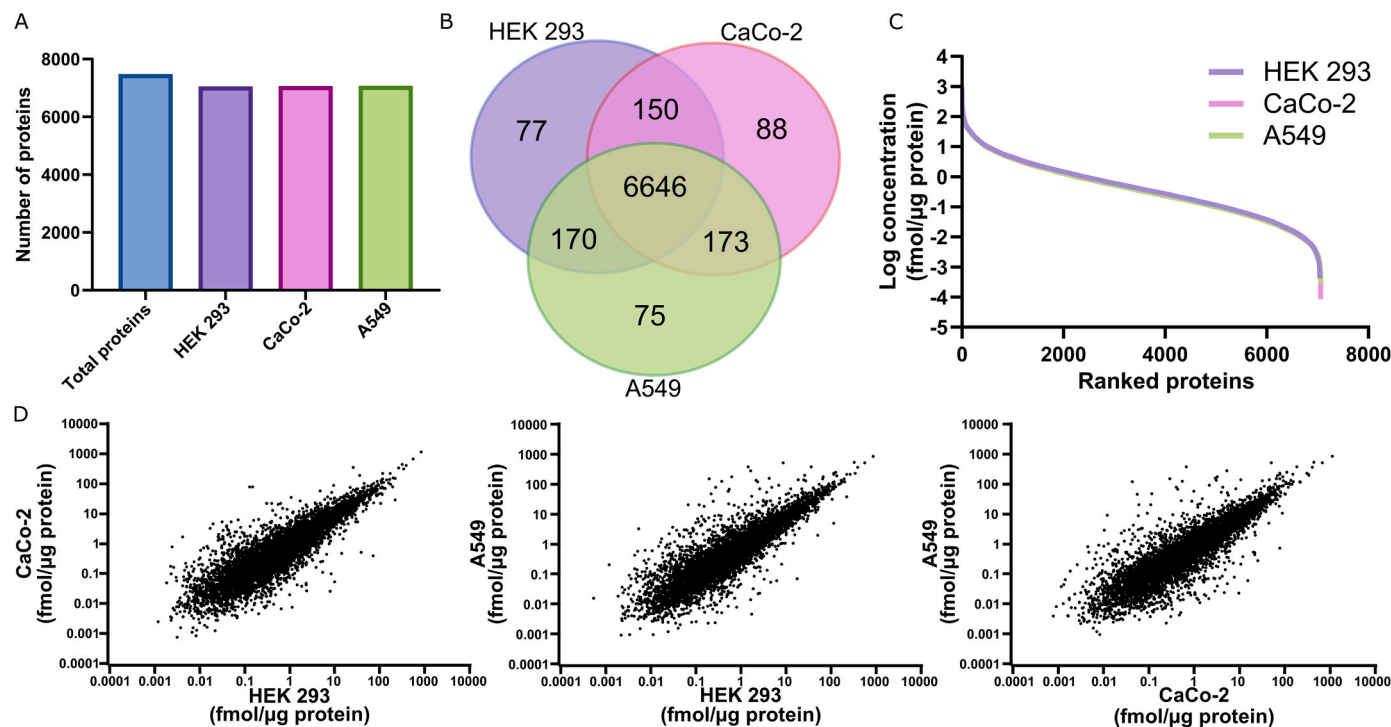 A
Number of proteins
8000
6000
4000
2000
0
Total proteins
HEK 293
CaCo-2
A549
B
HEK 293
CaCo-2
77
150
88
6646
170
173
75
A549
C
Log concentration
(fmol/µg protein)
4
3
2
1
0
-1
-2
-3
-4
-5
0
2000
4000
6000
8000
Ranked proteins
HEK 293
CaCo-2
A549
D
CaCo-2
(fmol/µg protein)
10000
1000
100
10
1
0.1
0.01
0.001
0.0001
0.0001
0.001
0.01
0.1
1
10
100
1000
10000
HEK 293
(fmol/µg protein)
A549
(fmol/µg protein)
10000
1000
100
10
1
0.1
0.01
0.001
0.0001
0.0001
0.001
0.01
0.1
1
10
100
1000
10000
HEK 293
(fmol/µg protein)
A549
(fmol/µg protein)
10000
1000
100
10
1
0.1
0.01
0.001
0.0001
0.0001
0.001
0.01
0.1
1
10
100
1000
10000
CaCo-2
(fmol/µg protein)